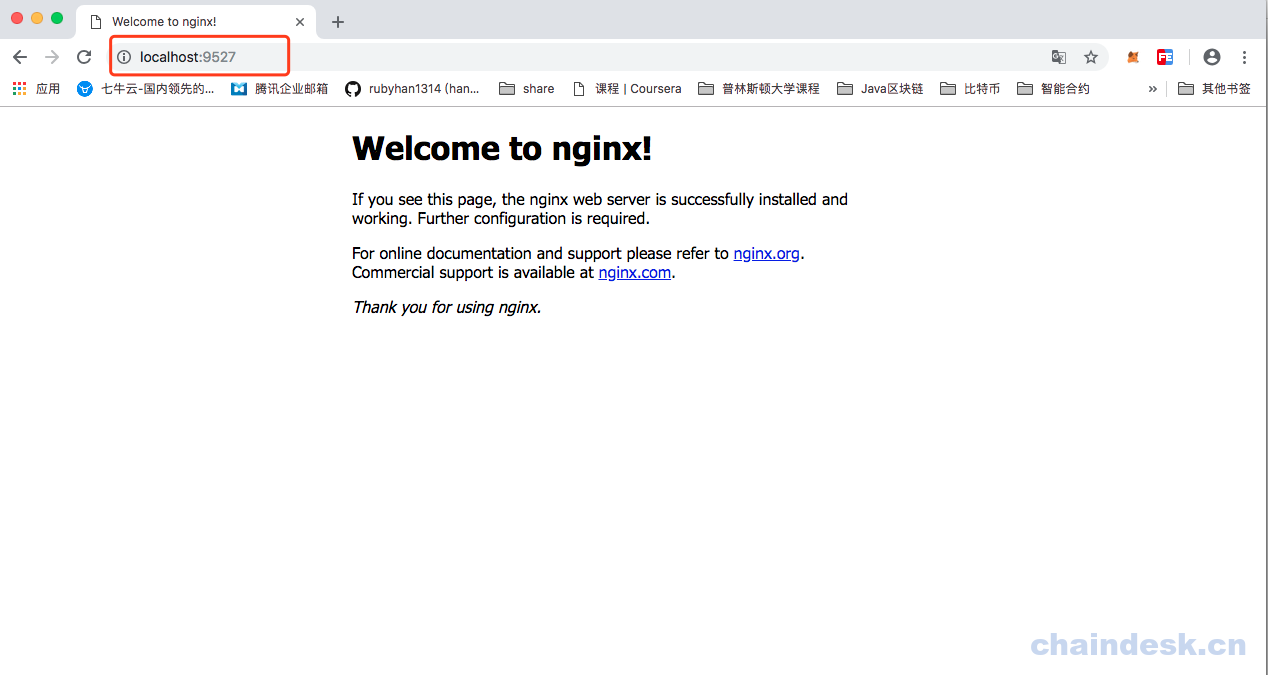 Welcome to nginx!
localhost:9527
应用
七牛云-国内领先的...
腾讯企业邮箱
rubyhan1314 (han...
share
课程 | Coursera
普林斯顿大学课程
Java区块链
比特币
智能合约
»
其他书签
Welcome to nginx!
If you see this page, the nginx web server is successfully installed and
working. Further configuration is required.
For online documentation and support please refer to nginx.org.
Commercial support is available at nginx.com.
Thank you for using nginx.
chaindesk.cn